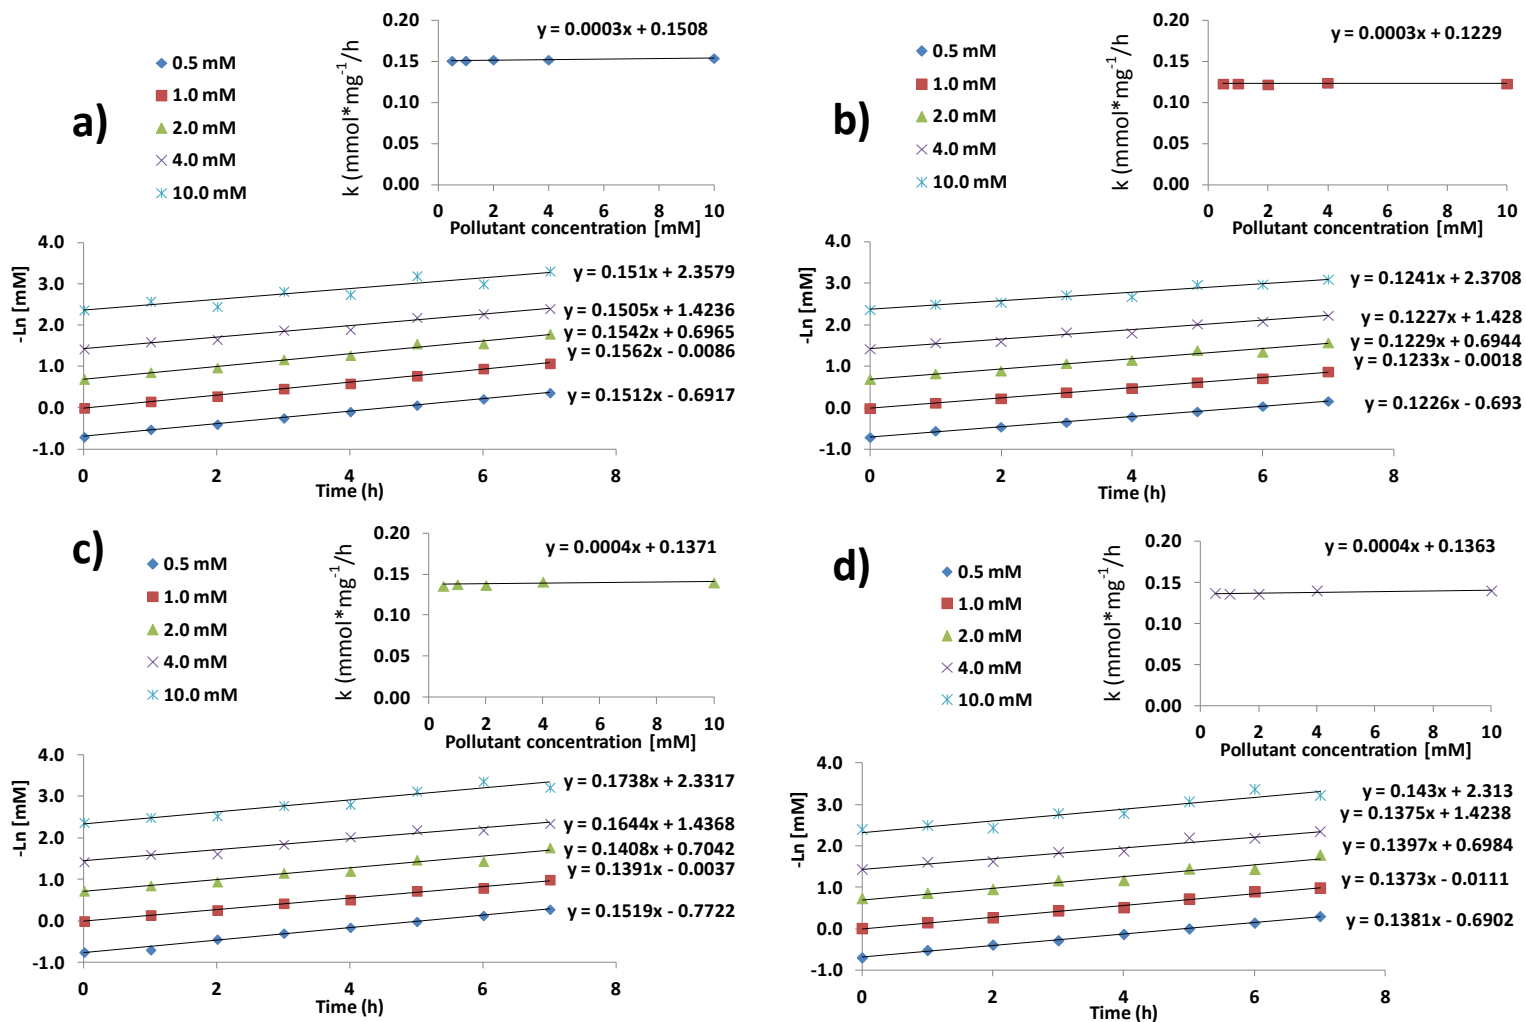 a)
0.5 mM
1.0 mM
2.0 mM
4.0 mM
10.0 mM
k (mmol*mg-1/h
0.20
0.15
0.10
0.05
0.00
y = 0.0003x + 0.1508
0 2 4 6 8 10
Pollutant concentration [mM]
-Ln [mM]
4.0
3.0
2.0
1.0
0.0
-1.0
y = 0.151x + 2.3579
y = 0.1505x + 1.4236
y = 0.1542x + 0.6965
y = 0.1562x - 0.0086
y = 0.1512x - 0.6917
0 2 4 6 8
Time (h)
b)
0.5 mM
1.0 mM
2.0 mM
4.0 mM
10.0 mM
k (mmol*mg-1/h
0.20
0.15
0.10
0.05
0.00
y = 0.0003x + 0.1229
0 2 4 6 8 10
Pollutant concentration [mM]
-Ln [mM]
4.0
3.0
2.0
1.0
0.0
-1.0
y = 0.1241x + 2.3708
y = 0.1227x + 1.428
y = 0.1229x + 0.6944
y = 0.1233x - 0.0018
y = 0.1226x - 0.693
0 2 4 6 8
Time (h)
c)
0.5 mM
1.0 mM
2.0 mM
4.0 mM
10.0 mM
k (mmol*mg-1/h
0.20
0.15
0.10
0.05
0.00
y = 0.0004x + 0.1371
0 2 4 6 8 10
Pollutant concentration [mM]
-Ln [mM]
4.0
3.0
2.0
1.0
0.0
-1.0
y = 0.1738x + 2.3317
y = 0.1644x + 1.4368
y = 0.1408x + 0.7042
y = 0.1391x - 0.0037
y = 0.1519x - 0.7722
0 2 4 6 8
Time (h)
d)
0.5 mM
1.0 mM
2.0 mM
4.0 mM
10.0 mM
k (mmol*mg-1/h
0.20
0.15
0.10
0.05
0.00
y = 0.0004x + 0.1363
0 2 4 6 8 10
Pollutant concentration [mM]
-Ln [mM]
4.0
3.0
2.0
1.0
0.0
-1.0
y = 0.143x + 2.313
y = 0.1375x + 1.4238
y = 0.1397x + 0.6984
y = 0.1373x - 0.0111
y = 0.1381x - 0.6902
0 2 4 6 8
Time (h)